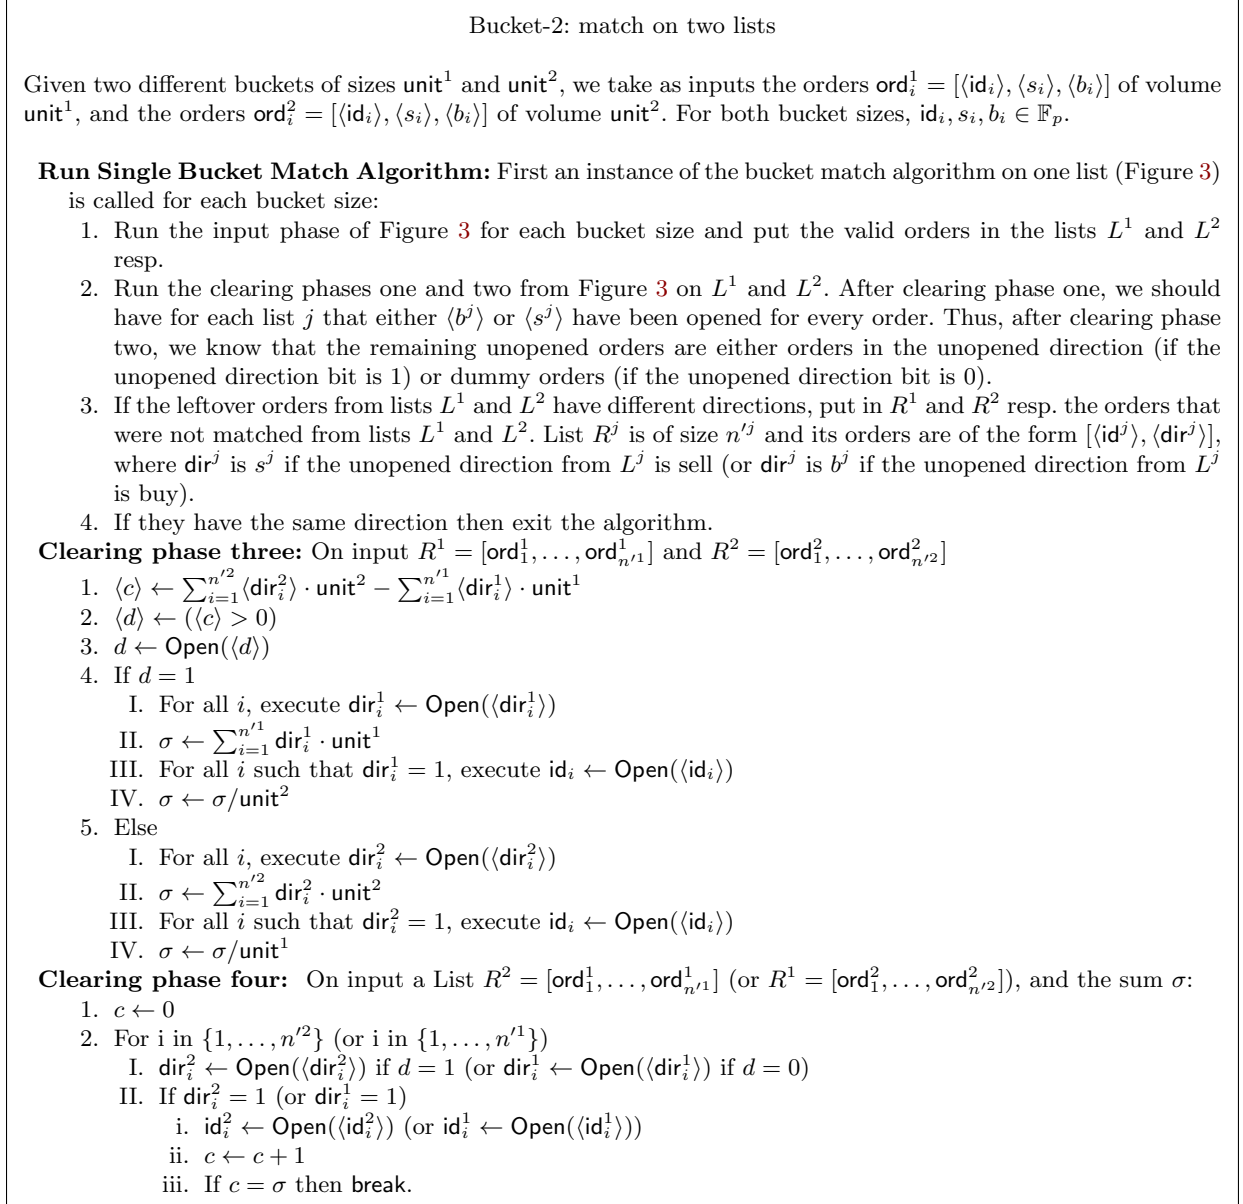 Bucket-2: match on two lists
Given two different buckets of sizes unit¹ and unit², we take as inputs the orders ord¹ᵢ = [⟨idᵢ⟩, ⟨sᵢ⟩, ⟨bᵢ⟩] of volume
unit¹, and the orders ord²ᵢ = [⟨idᵢ⟩, ⟨sᵢ⟩, ⟨bᵢ⟩] of volume unit². For both bucket sizes, idᵢ, sᵢ, bᵢ ∈ 𝔽ₚ.
Run Single Bucket Match Algorithm: First an instance of the bucket match algorithm on one list (Figure 3)
is called for each bucket size:
1. Run the input phase of Figure 3 for each bucket size and put the valid orders in the lists L¹ and L²
resp.
2. Run the clearing phases one and two from Figure 3 on L¹ and L². After clearing phase one, we should
have for each list j that either ⟨bʲ⟩ or ⟨sʲ⟩ have been opened for every order. Thus, after clearing phase
two, we know that the remaining unopened orders are either orders in the unopened direction (if the
unopened direction bit is 1) or dummy orders (if the unopened direction bit is 0).
3. If the leftover orders from lists L¹ and L² have different directions, put in R¹ and R² resp. the orders that
were not matched from lists L¹ and L². List Rʲ is of size n′ʲ and its orders are of the form [⟨idʲ⟩, ⟨dirʲ⟩],
where dirʲ is sʲ if the unopened direction from Lʲ is sell (or dirʲ is bʲ if the unopened direction from Lʲ
is buy).
4. If they have the same direction then exit the algorithm.
Clearing phase three: On input R¹ = [ord¹₁, . . . , ord¹_{n′¹}] and R² = [ord²₁, . . . , ord²_{n′²}]
1. ⟨c⟩ ← ∑_{i=1}^{n′²} ⟨dir²ᵢ⟩ · unit² − ∑_{i=1}^{n′¹} ⟨dir¹ᵢ⟩ · unit¹
2. ⟨d⟩ ← (⟨c⟩ > 0)
3. d ← Open(⟨d⟩)
4. If d = 1
I. For all i, execute dir¹ᵢ ← Open(⟨dir¹ᵢ⟩)
II. σ ← ∑_{i=1}^{n′¹} dir¹ᵢ · unit¹
III. For all i such that dir¹ᵢ = 1, execute idᵢ ← Open(⟨idᵢ⟩)
IV. σ ← σ/unit²
5. Else
I. For all i, execute dir²ᵢ ← Open(⟨dir²ᵢ⟩)
II. σ ← ∑_{i=1}^{n′²} dir²ᵢ · unit²
III. For all i such that dir²ᵢ = 1, execute idᵢ ← Open(⟨idᵢ⟩)
IV. σ ← σ/unit¹
Clearing phase four: On input a List R² = [ord¹₁, . . . , ord¹_{n′¹}] (or R¹ = [ord²₁, . . . , ord²_{n′²}]), and the sum σ:
1. c ← 0
2. For i in {1, . . . , n′²} (or i in {1, . . . , n′¹})
I. dir²ᵢ ← Open(⟨dir²ᵢ⟩) if d = 1 (or dir¹ᵢ ← Open(⟨dir¹ᵢ⟩) if d = 0)
II. If dir²ᵢ = 1 (or dir¹ᵢ = 1)
i. id²ᵢ ← Open(⟨id²ᵢ⟩) (or id¹ᵢ ← Open(⟨id¹ᵢ⟩))
ii. c ← c + 1
iii. If c = σ then break.